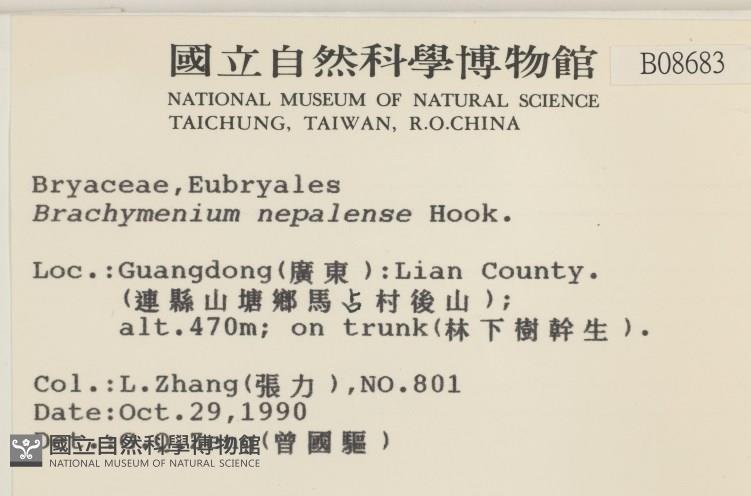 國立自然科學博物館 B08683
NATIONAL MUSEUM OF NATURAL SCIENCE
TAICHUNG, TAIWAN, R.O.CHINA
Bryaceae,Eubryales
Brachymenium nepalense Hook.
Loc.:Guangdong(廣東):Lian County.
(連縣山塘鄉馬占村後山);
alt.470m; on trunk(林下樹幹生).
Col.:L.Zhang(張力),NO.801
Date:Oct.29,1990
(曾國驅)
國立自然科學博物館
NATIONAL MUSEUM OF NATURAL SCIENCE